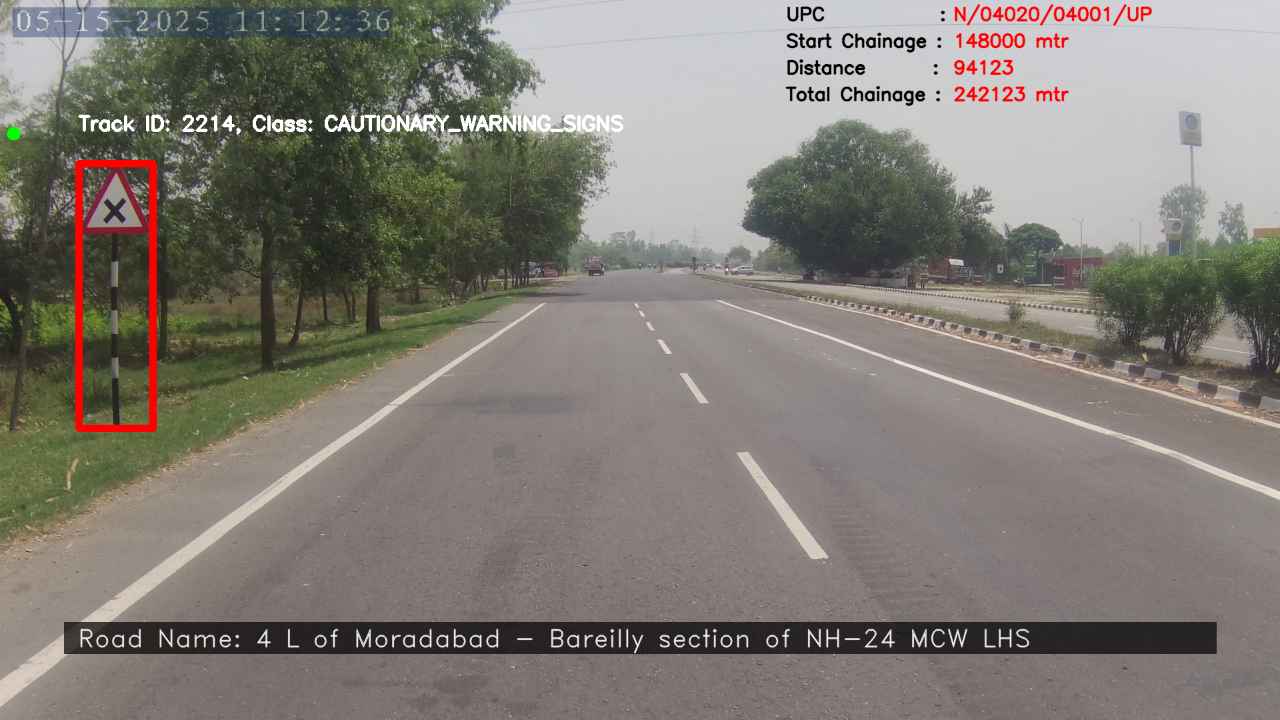 05-15-2025 11:12:36
UPC : N/04020/04001/UP
Start Chainage : 148000 mtr
Distance : 94123
Total Chainage : 242123 mtr
Track ID: 2214, Class: CAUTIONARY_WARNING_SIGNS
Road Name: 4 L of Moradabad - Bareilly section of NH-24 MCW LHS